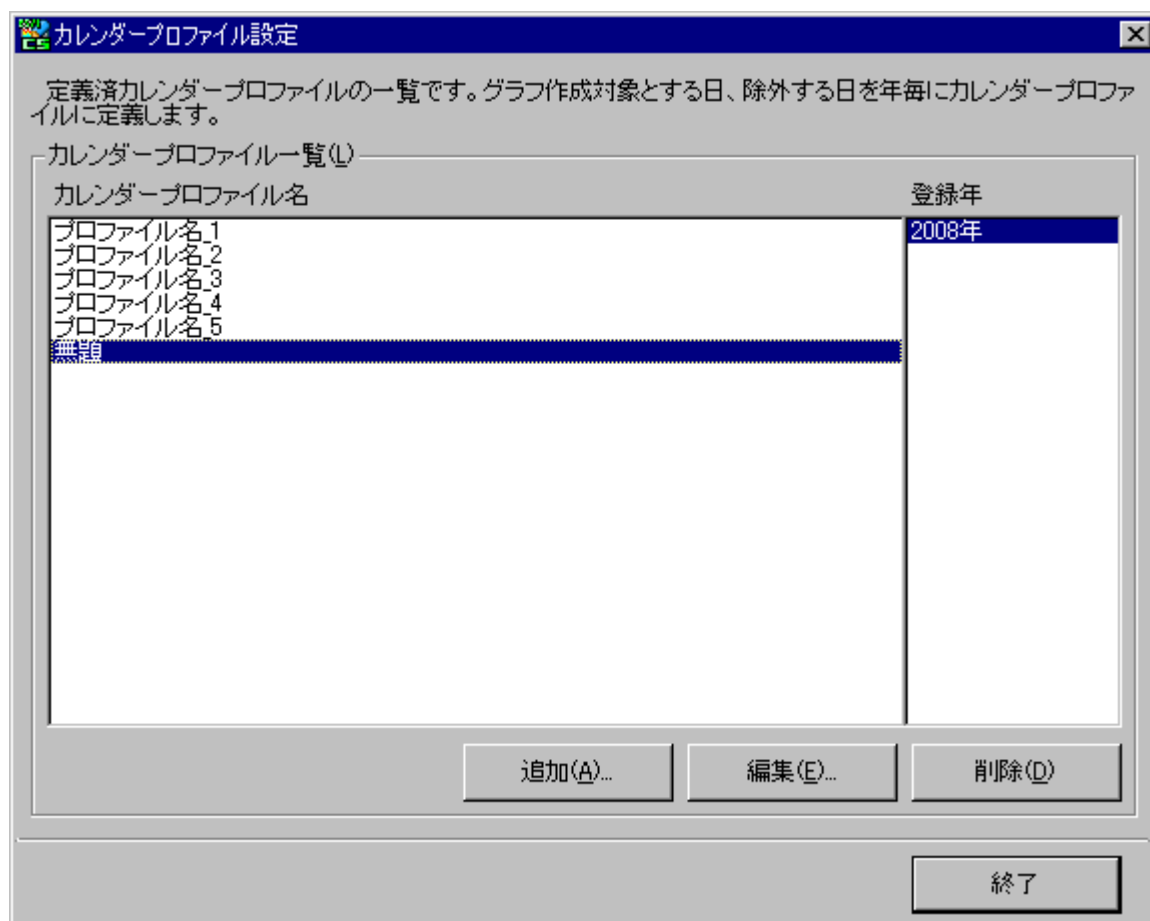 カレンダープロファイル設定
定義済カレンダープロファイルの一覧です。グラフ作成対象とする日、除外する日を年毎にカレンダープロファ
イルに定義します。
カレンダープロファイル一覧(L)
カレンダープロファイル名 登録年
プロファイル名_1 2008年
プロファイル名_2
プロファイル名_3
プロファイル名_4
プロファイル名_5
無題
追加(A)... 編集(E)... 削除(D)
終了